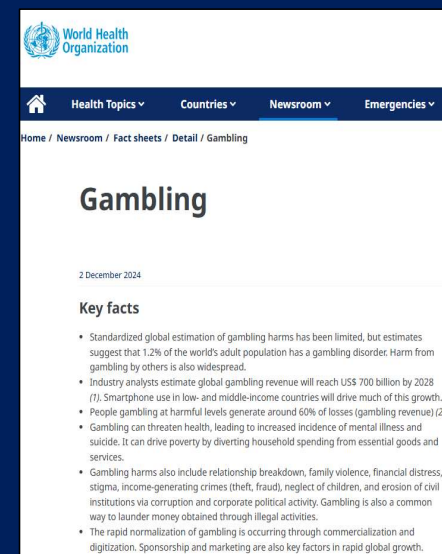 World Health
Organization
Health Topics
Countries
Newsroom
Emergencies
Home / Newsroom / Fact sheets / Detail / Gambling
Gambling
2 December 2024
Key facts
• Standardized global estimation of gambling harms has been limited, but estimates
suggest that 1.2% of the world's adult population has a gambling disorder. Harm from
gambling by others is also widespread.
• Industry analysts estimate global gambling revenue will reach US$ 700 billion by 2028
(1). Smartphone use in low- and middle-income countries will drive much of this growth.
• People gambling at harmful levels generate around 60% of losses (gambling revenue) (2
• Gambling can threaten health, leading to increased incidence of mental illness and
suicide. It can drive poverty by diverting household spending from essential goods and
services.
• Gambling harms also include relationship breakdown, family violence, financial distress,
stigma, income-generating crimes (theft, fraud), neglect of children, and erosion of civil
institutions via corruption and corporate political activity. Gambling is also a common
way to launder money obtained through illegal activities.
• The rapid normalization of gambling is occurring through commercialization and
digitization. Sponsorship and marketing are also key factors in rapid global growth.